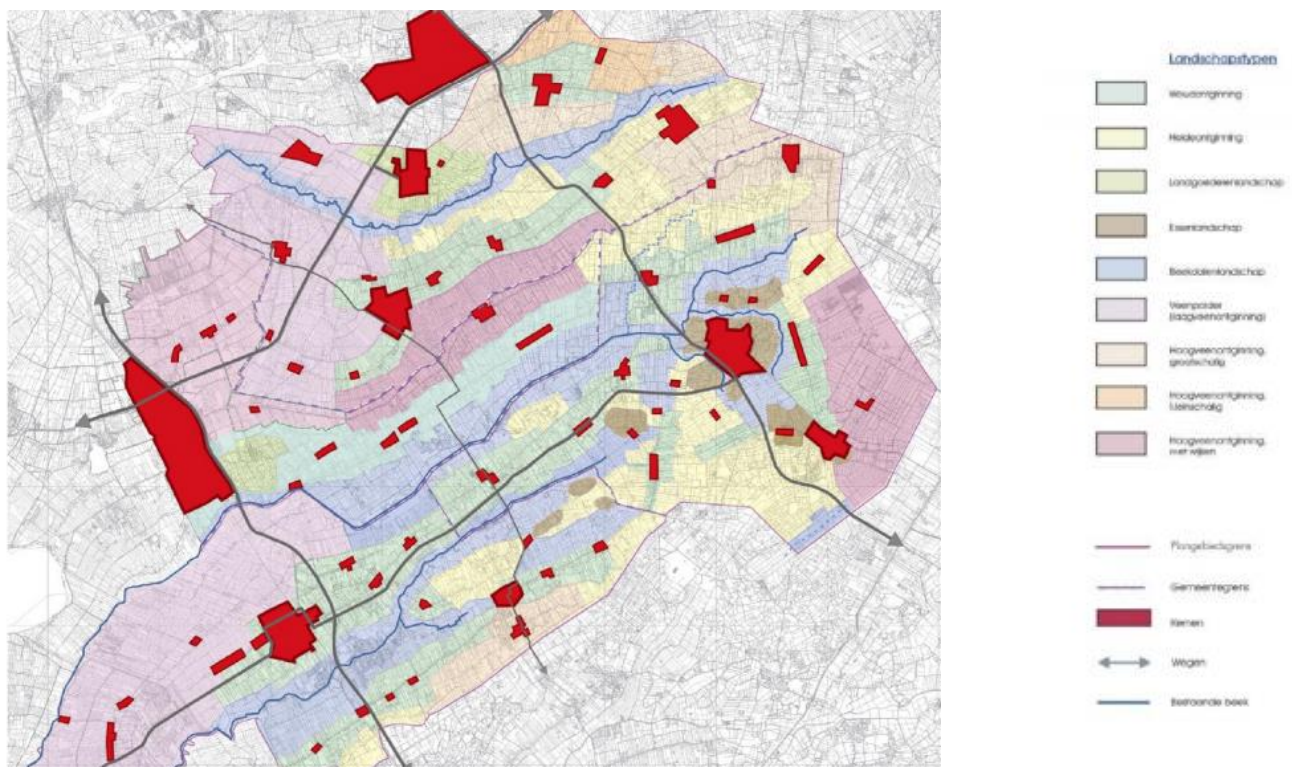 Landschapstypen
Woudontginning
Heideontginning
Landgoederenlandschap
Essenlandschap
Beekdalenlandschap
Veenpolder
(laagveenontginning)
Hoogveenontginning,
grootschalig
Hoogveenontginning,
kleinschalig
Hoogveenontginning,
met wijken
Plangebiedsgrens
Gemeentegrens
Kernen
Wegen
Bestaande beek